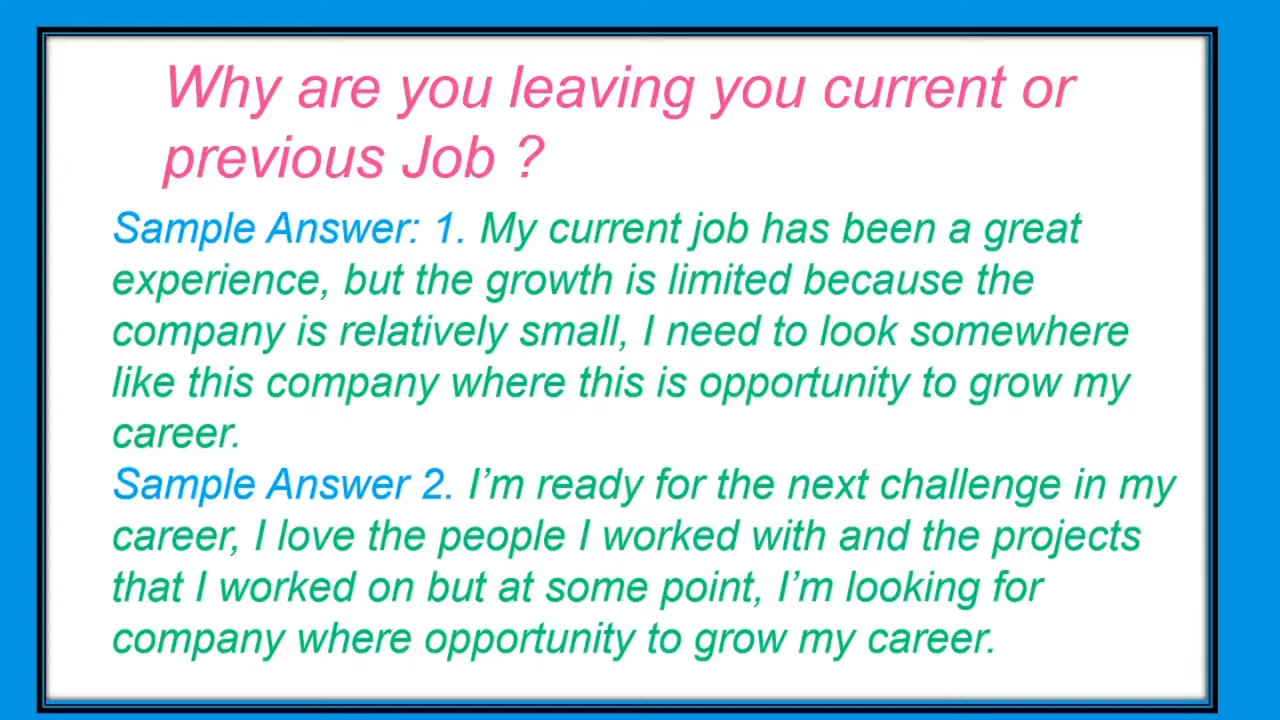 Why are you leaving you current or
previous Job ?
Sample Answer: 1. My current job has been a great
experience, but the growth is limited because the
company is relatively small, I need to look somewhere
like this company where this is opportunity to grow my
career.
Sample Answer 2. I’m ready for the next challenge in my
career, I love the people I worked with and the projects
that I worked on but at some point, I’m looking for
company where opportunity to grow my career.